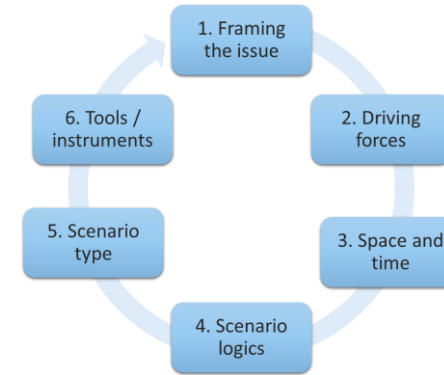 1. Framing
the issue
2. Driving
forces
3. Space and
time
4. Scenario
logics
5. Scenario
type
6. Tools /
instruments